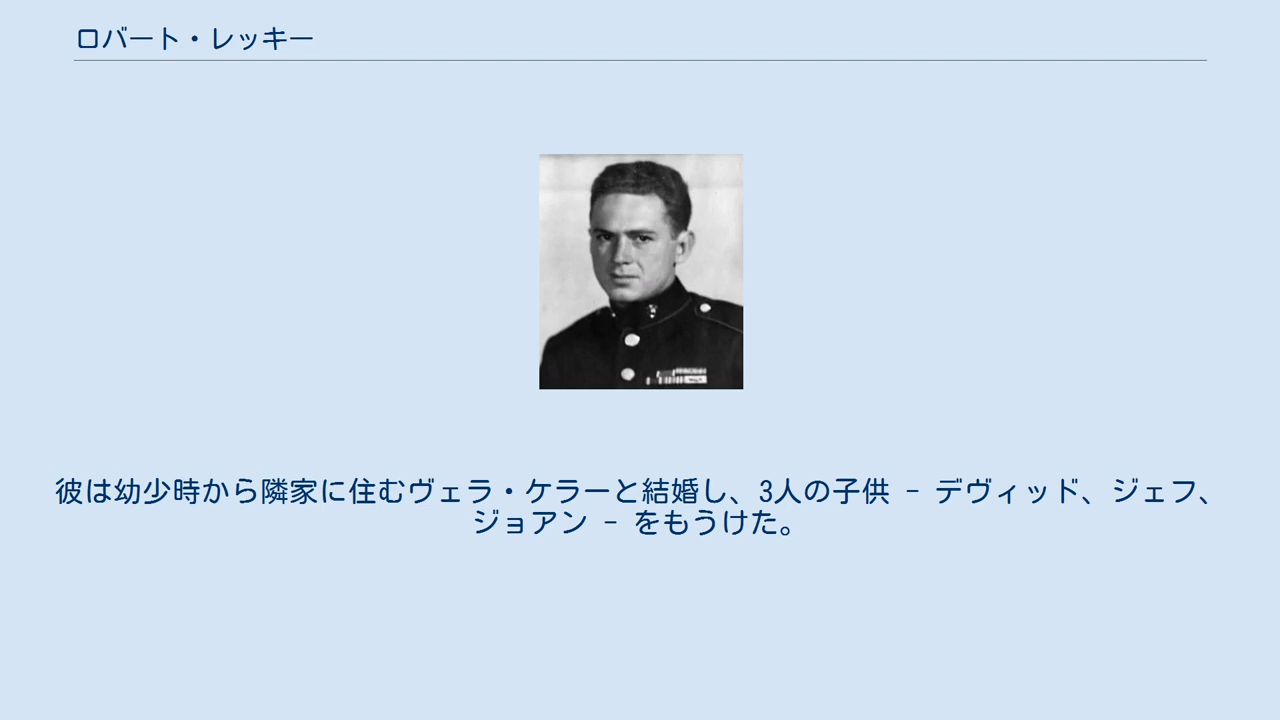 ロバート・レッキー
彼は幼少時から隣家に住むヴェラ・ケラーと結婚し、3人の子供 - デヴィッド、ジェフ、
ジョアン - をもうけた。